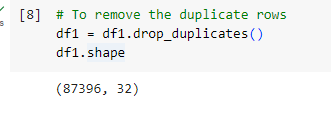 [8] # To remove the duplicate rows
df1 = df1.drop_duplicates()
df1.shape
(87396, 32)